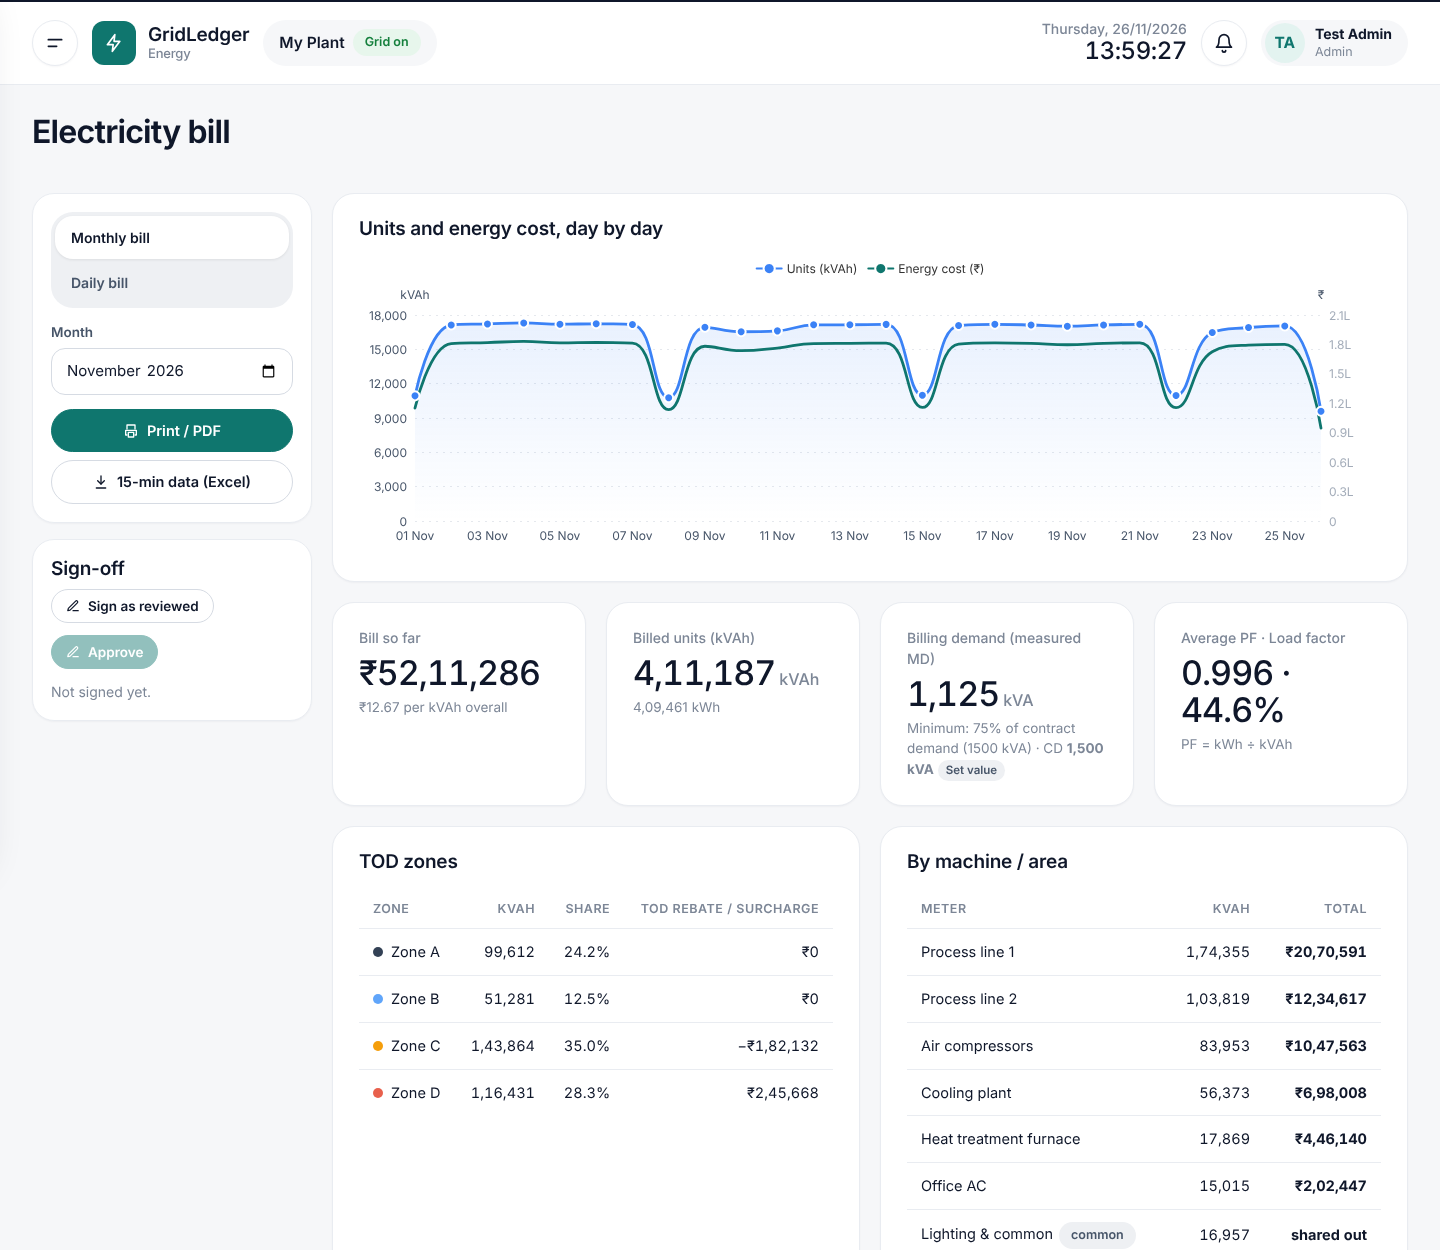 GridLedger
Energy
My Plant
Grid on
Thursday, 26/11/2026
13:59:27
TA
Test Admin
Admin
Electricity bill
Monthly bill
Daily bill
Month
November 2026
Print / PDF
15-min data (Excel)
Sign-off
Sign as reviewed
Approve
Not signed yet.
Units and energy cost, day by day
Units (kVAh) Energy cost (₹)
kVAh ₹
18,000 2.1L
15,000 1.8L
12,000 1.5L
9,000 1.2L
6,000 0.9L
3,000 0.6L
0 0.3L
0
01 Nov 03 Nov 05 Nov 07 Nov 09 Nov 11 Nov 13 Nov 15 Nov 17 Nov 19 Nov 21 Nov 23 Nov 25 Nov
Bill so far
₹52,11,286
₹12.67 per kVAh overall
Billed units (kVAh)
4,11,187 kVAh
4,09,461 kWh
Billing demand (measured
MD)
1,125 kVA
Minimum: 75% of contract
demand (1500 kVA) · CD 1,500
kVA Set value
Average PF · Load factor
0.996 ·
44.6%
PF = kWh ÷ kVAh
TOD zones
ZONE KVAH SHARE TOD REBATE / SURCHARGE
Zone A 99,612 24.2% ₹0
Zone B 51,281 12.5% ₹0
Zone C 1,43,864 35.0% −₹1,82,132
Zone D 1,16,431 28.3% ₹2,45,668
By machine / area
METER KVAH TOTAL
Process line 1 1,74,355 ₹20,70,591
Process line 2 1,03,819 ₹12,34,617
Air compressors 83,953 ₹10,47,563
Cooling plant 56,373 ₹6,98,008
Heat treatment furnace 17,869 ₹4,46,140
Office AC 15,015 ₹2,02,447
Lighting & common common 16,957 shared out